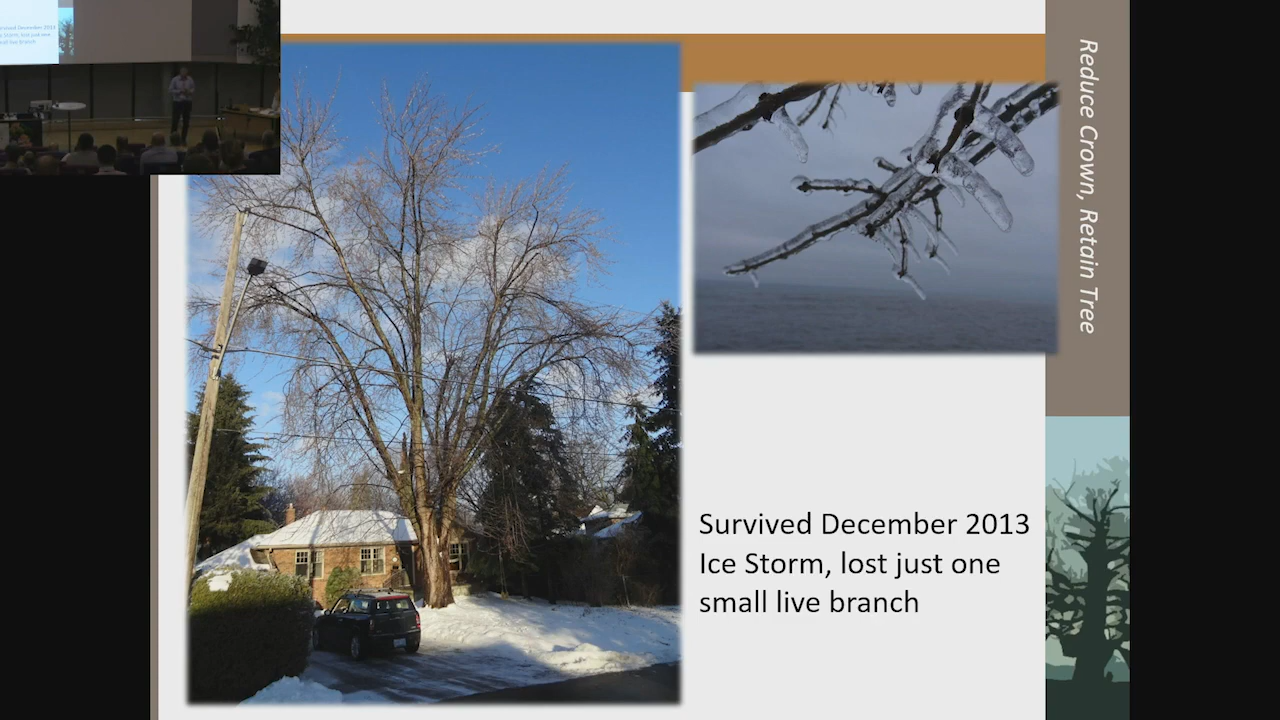 Reduce Crown, Retain Tree
Survived December 2013
Ice Storm, lost just one
small live branch